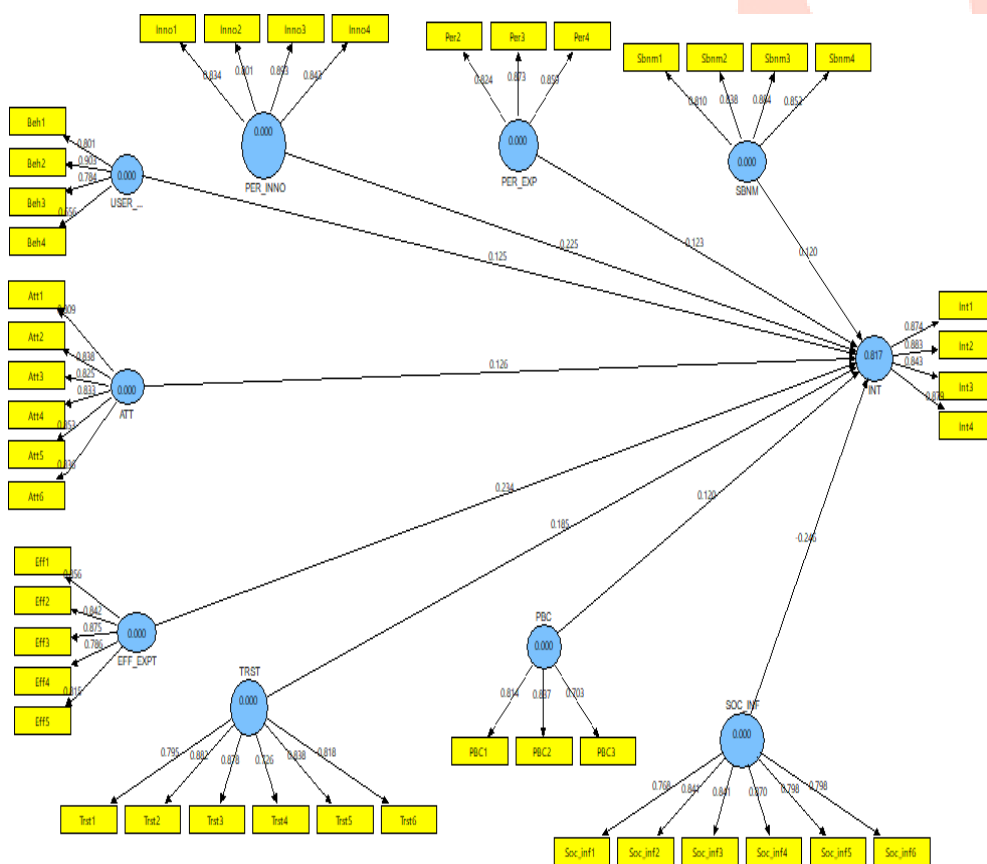 Inno1 Inno2 Inno3 Inno4
0.834 0.801 0.893 0.842
0.000
PER_INNO
Per2 Per3 Per4
0.824 0.873 0.859
0.000
PER_EXP
Sbnm1 Sbnm2 Sbnm3 Sbnm4
0.810 0.838 0.884 0.852
0.000
SBNM
Beh1
Beh2
Beh3
Beh4
0.801
0.903
0.784
0.000
USER_...
0.225
0.125
0.123
0.120
Att1
Att2
Att3
Att4
Att5
Att6
0.838
0.825
0.833
0.000
ATT
0.126
Int1
Int2
Int3
Int4
0.874
0.883
0.843
0.817
INT
Eff1
Eff2
Eff3
Eff4
Eff5
0.842
0.875
0.786
0.000
EFF_EXPT
0.234
0.185
0.120
-0.246
TRST
0.000
0.795 0.882 0.878 0.726 0.838 0.818
Trst1 Trst2 Trst3 Trst4 Trst5 Trst6
PBC
0.000
0.814 0.837 0.703
PBC1 PBC2 PBC3
SOC_INF
0.000
0.768 0.841 0.841 0.870 0.798 0.798
Soc_inf1 Soc_inf2 Soc_inf3 Soc_inf4 Soc_inf5 Soc_inf6